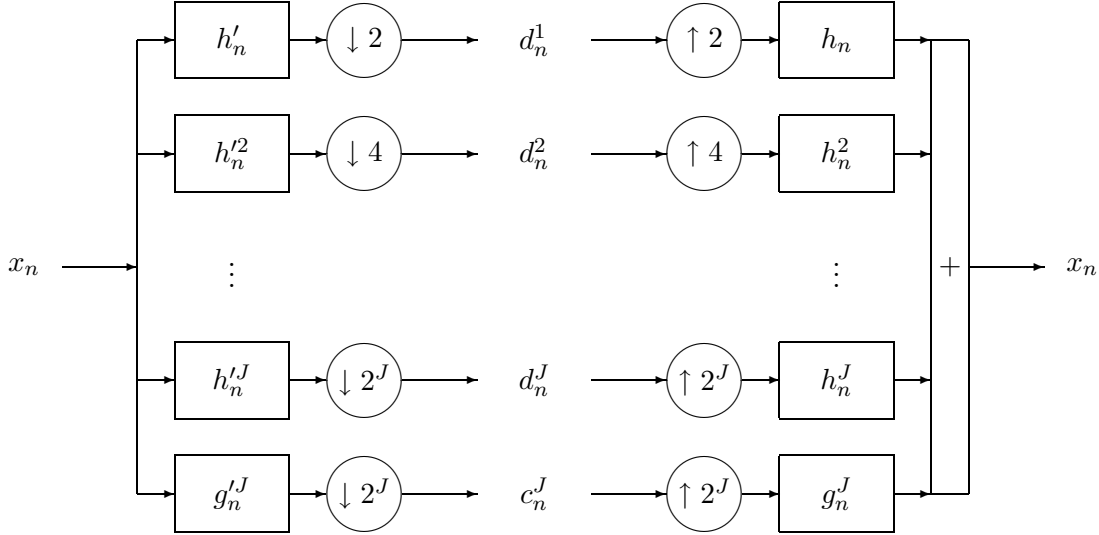 h′ₙ ↓ 2 d¹ₙ ↑ 2 hₙ
h′²ₙ ↓ 4 d²ₙ ↑ 4 h²ₙ
xₙ ⋮ ⋮ + xₙ
h′ᴶₙ ↓ 2ᴶ dᴶₙ ↑ 2ᴶ hᴶₙ
g′ᴶₙ ↓ 2ᴶ cᴶₙ ↑ 2ᴶ gᴶₙ